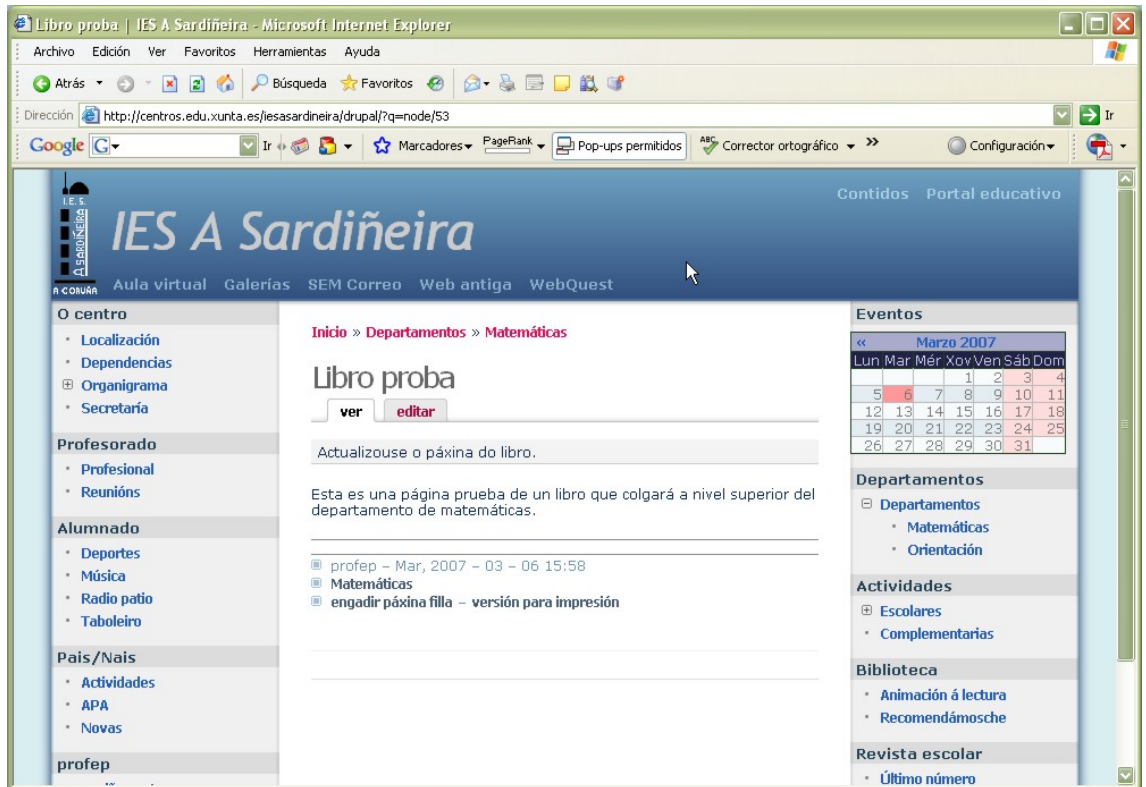 Libro proba | IES A Sardiñeira - Microsoft Internet Explorer
Archivo Edición Ver Favoritos Herramientas Ayuda
Atrás Búsqueda Favoritos
Dirección http://centros.edu.xunta.es/iesasardineira/drupal/?q=node/53 Ir
Google G Ir Marcadores PageRank Pop-ups permitidos ABC Corrector ortográfico » Configuración
I.E.S.
A SARDIÑEIRA
A CORUÑA
Contidos Portal educativo
IES A Sardiñeira
Aula virtual Galerías SEM Correo Web antiga WebQuest
O centro
Localización
Dependencias
Organigrama
Secretaría
Profesorado
Profesional
Reunións
Alumnado
Deportes
Música
Radio patio
Taboleiro
Pais/Nais
Actividades
APA
Novas
profep
Inicio » Departamentos » Matemáticas
Libro proba
ver editar
Actualizouse o páxina do libro.
Esta es una página prueba de un libro que colgará a nivel superior del
departamento de matemáticas.
profep – Mar, 2007 – 03 – 06 15:58
Matemáticas
engadir páxina filla – versión para impresión
Eventos
« Marzo 2007
Lun Mar Mér Xov Ven Sáb Dom
1 2 3 4
5 6 7 8 9 10 11
12 13 14 15 16 17 18
19 20 21 22 23 24 25
26 27 28 29 30 31
Departamentos
Departamentos
Matemáticas
Orientación
Actividades
Escolares
Complementarias
Biblioteca
Animación á lectura
Recomendámosche
Revista escolar
Último número